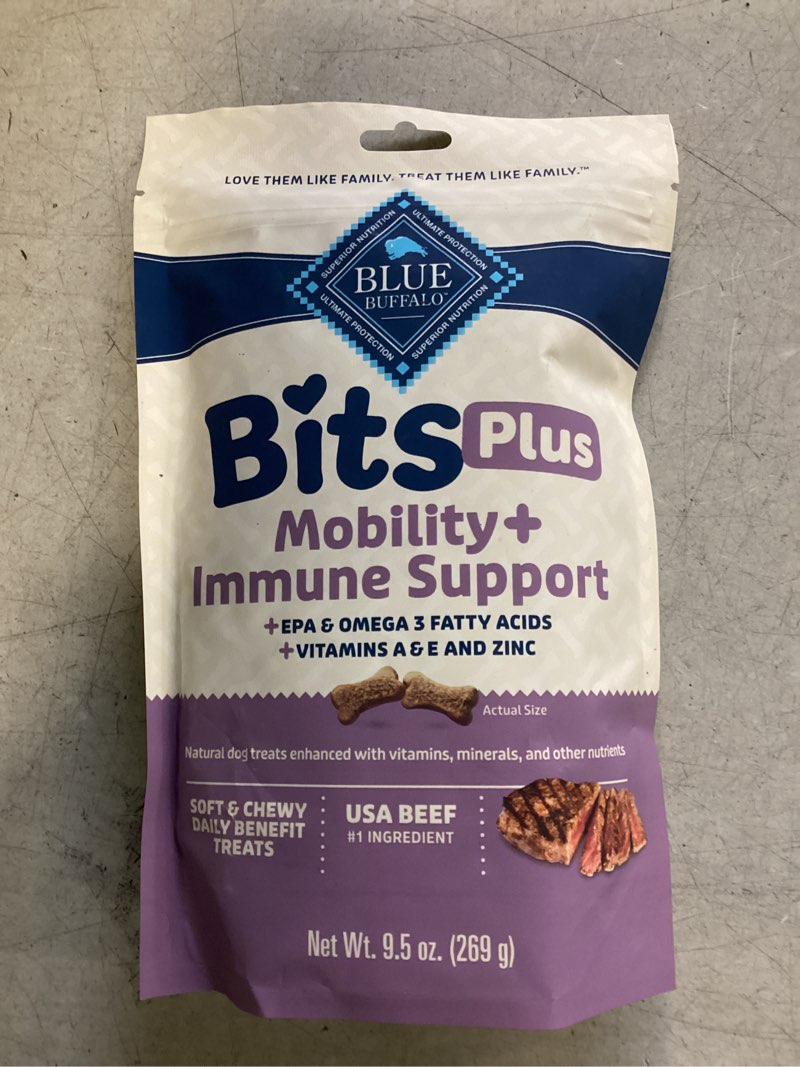 LOVE THEM LIKE FAMILY. TREAT THEM LIKE FAMILY.™
SUPERIOR NUTRITION
ULTIMATE PROTECTION
BLUE
BUFFALO™
ULTIMATE PROTECTION
SUPERIOR NUTRITION
Bits Plus
Mobility+
Immune Support
+EPA & OMEGA 3 FATTY ACIDS
+VITAMINS A & E AND ZINC
Actual Size
Natural dog treats enhanced with vitamins, minerals, and other nutrients
SOFT & CHEWY
DAILY BENEFIT
TREATS
USA BEEF
#1 INGREDIENT
Net Wt. 9.5 oz. (269 g)